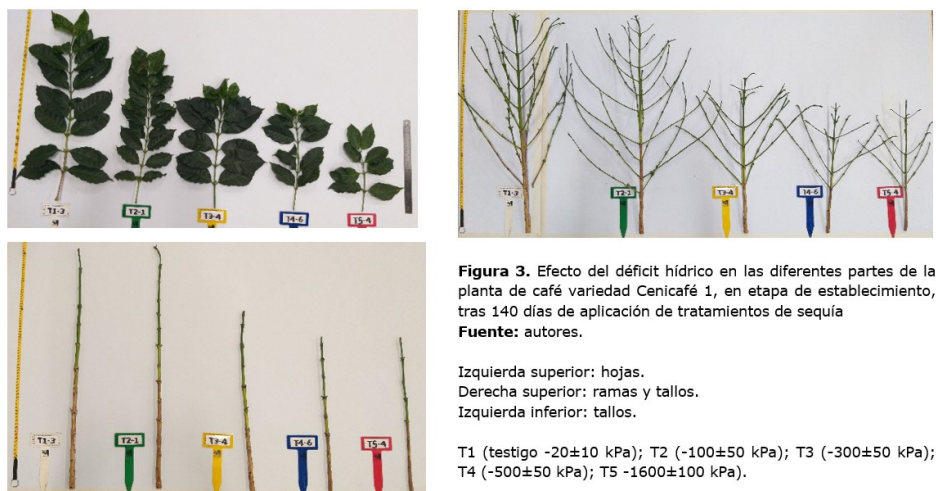 T1-3
T2-1
T3-4
T4-6
T5-4
T1-3
T2-1
T3-4
T4-6
T5-4
T1-3
T2-1
T3-4
T4-6
T5-4
Figura 3. Efecto del déficit hídrico en las diferentes partes de la
planta de café variedad Cenicafé 1, en etapa de establecimiento,
tras 140 días de aplicación de tratamientos de sequía
Fuente: autores.
Izquierda superior: hojas.
Derecha superior: ramas y tallos.
Izquierda inferior: tallos.
T1 (testigo -20±10 kPa); T2 (-100±50 kPa); T3 (-300±50 kPa);
T4 (-500±50 kPa); T5 -1600±100 kPa).